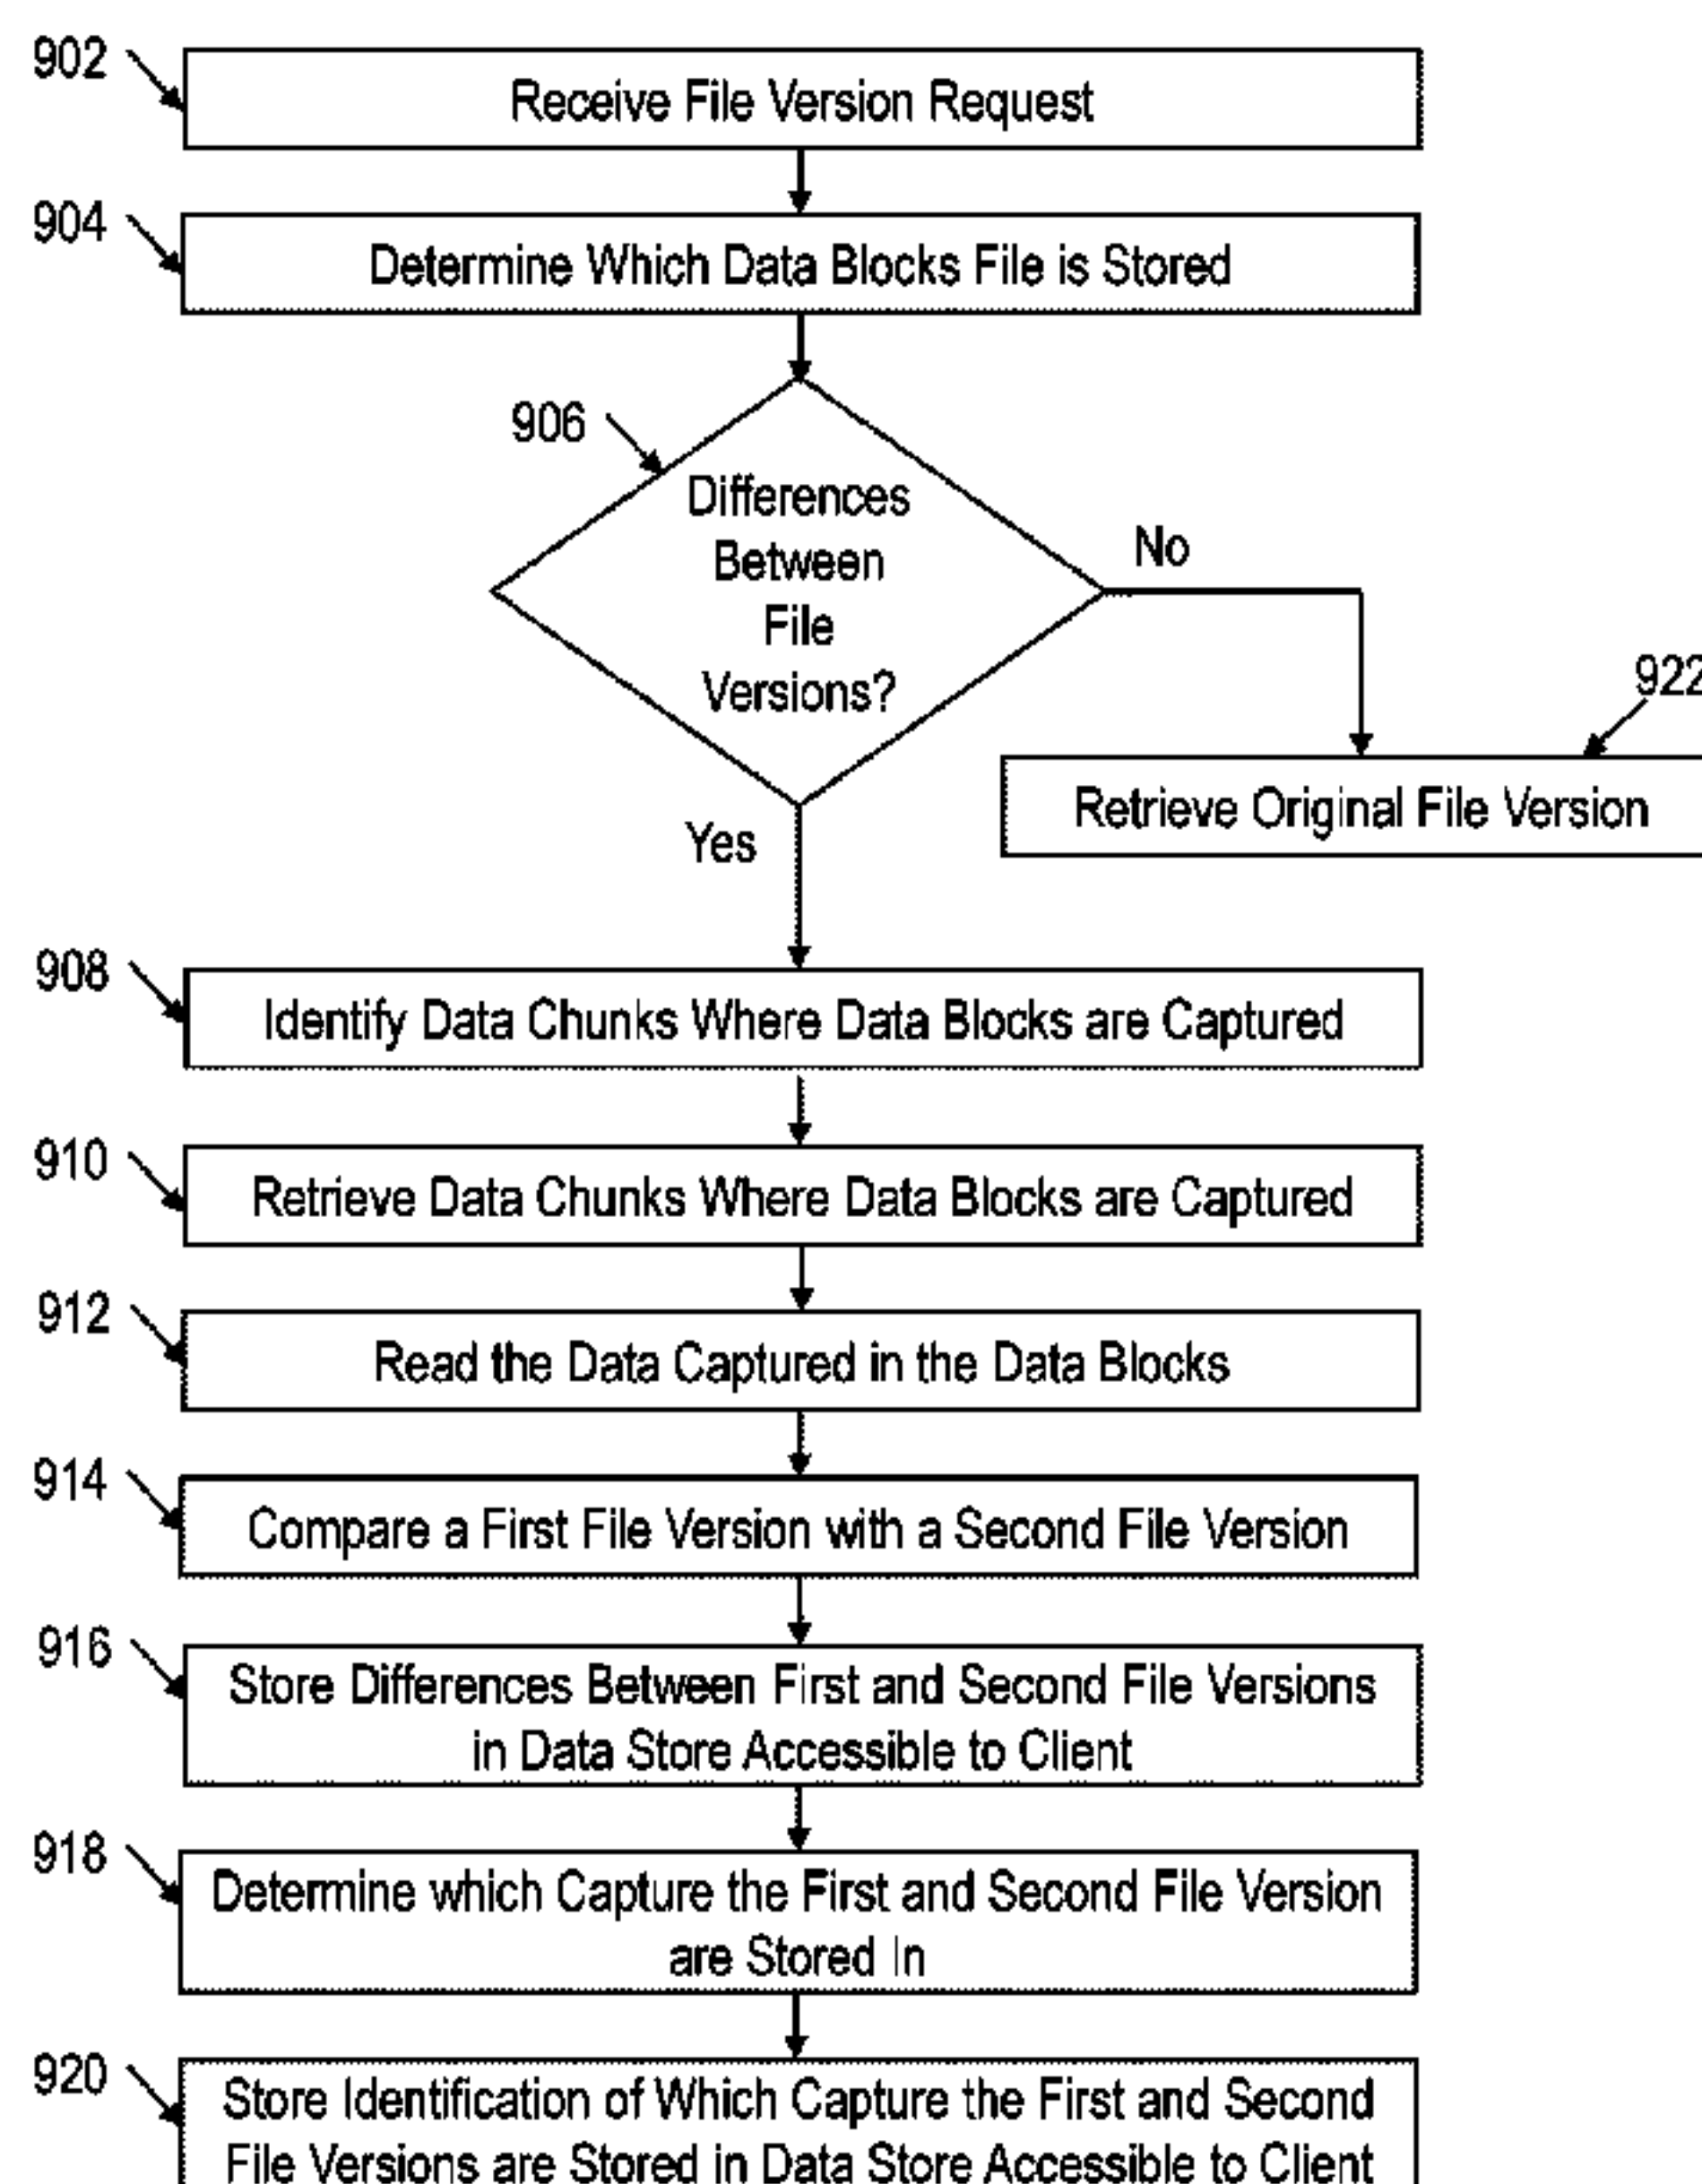 902
Receive File Version Request
904
Determine Which Data Blocks File is Stored
906
Differences
Between
File
Versions?
No
922
Retrieve Original File Version
Yes
908
Identify Data Chunks Where Data Blocks are Captured
910
Retrieve Data Chunks Where Data Blocks are Captured
912
Read the Data Captured in the Data Blocks
914
Compare a First File Version with a Second File Version
916
Store Differences Between First and Second File Versions
in Data Store Accessible to Client
918
Determine which Capture the First and Second File Version
are Stored In
920
Store Identification of Which Capture the First and Second
File Versions are Stored in Data Store Accessible to Client